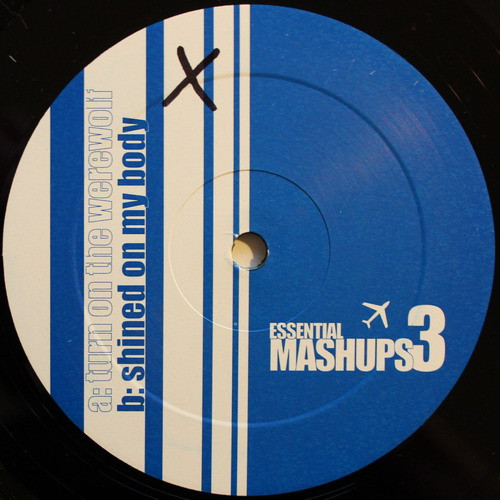 a: turn on the werewolf
b: shined on my body
X
ESSENTIAL
MASHUPS3